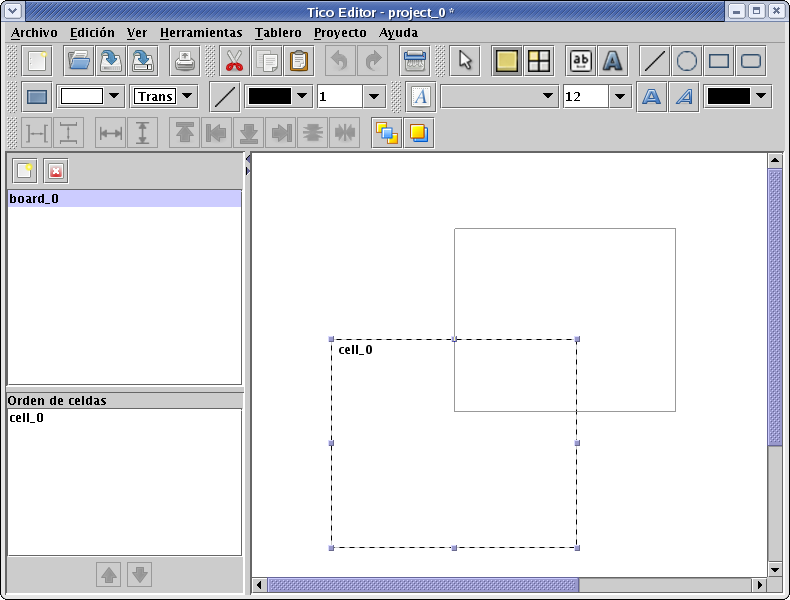 Tico Editor - project_0 *
Archivo Edición Ver Herramientas Tablero Proyecto Ayuda
ab A
Trans 1 A 12 A A
board_0
cell_0
Orden de celdas
cell_0